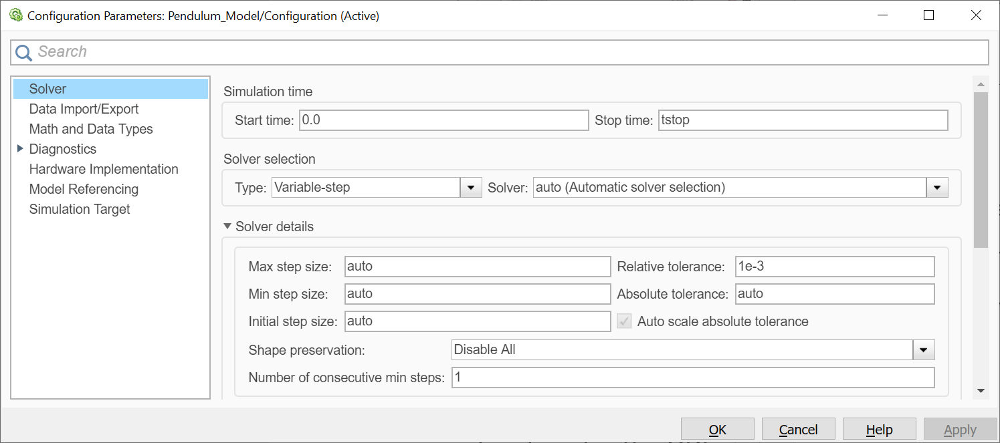 Configuration Parameters: Pendulum_Model/Configuration (Active)
Search
Solver
Data Import/Export
Math and Data Types
Diagnostics
Hardware Implementation
Model Referencing
Simulation Target
Simulation time
Start time: 0.0 Stop time: tstop
Solver selection
Type: Variable-step Solver: auto (Automatic solver selection)
Solver details
Max step size: auto Relative tolerance: 1e-3
Min step size: auto Absolute tolerance: auto
Initial step size: auto Auto scale absolute tolerance
Shape preservation: Disable All
Number of consecutive min steps: 1
OK Cancel Help Apply